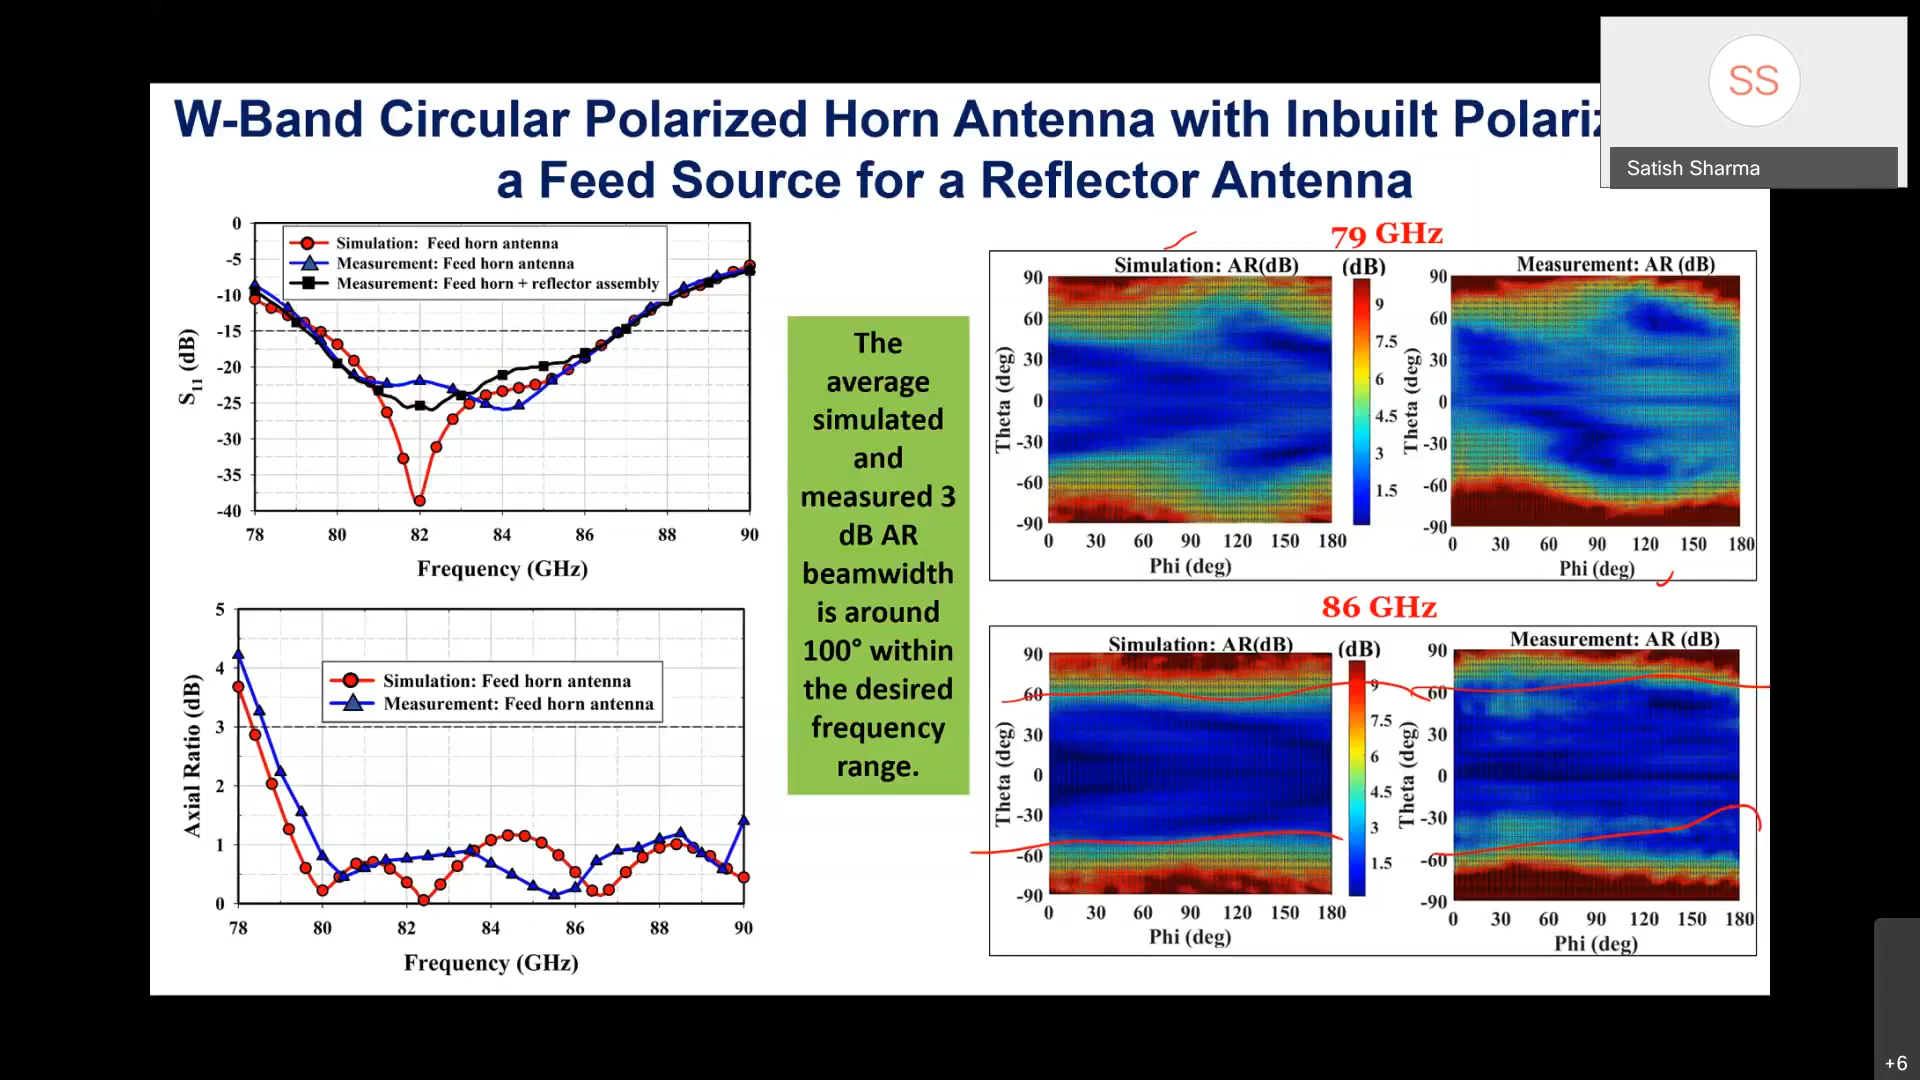 W-Band Circular Polarized Horn Antenna with Inbuilt
a Feed Source for a Reflector Antenna
SS
Satish Sharma
0
-5
-10
-15
-20
-25
-30
-35
-40
S11 (dB)
Simulation: Feed horn antenna
Measurement: Feed horn antenna
Measurement: Feed horn + reflector assembly
78 80 82 84 86 88 90
Frequency (GHz)
5
4
3
2
1
0
Axial Ratio (dB)
Simulation: Feed horn antenna
Measurement: Feed horn antenna
78 80 82 84 86 88 90
Frequency (GHz)
The
average
simulated
and
measured 3
dB AR
beamwidth
is around
100° within
the desired
frequency
range.
79 GHz
Simulation: AR(dB)
(dB)
90
60
30
0
-30
-60
-90
Theta (deg)
0 30 60 90 120 150 180
Phi (deg)
9
7.5
6
4.5
3
1.5
Measurement: AR (dB)
90
60
30
0
-30
-60
-90
Theta (deg)
0 30 60 90 120 150 180
Phi (deg)
86 GHz
Simulation: AR(dB)
(dB)
90
60
30
0
-30
-60
-90
Theta (deg)
0 30 60 90 120 150 180
Phi (deg)
9
7.5
6
4.5
3
1.5
Measurement: AR (dB)
90
60
30
0
-30
-60
-90
Theta (deg)
0 30 60 90 120 150 180
Phi (deg)
+6